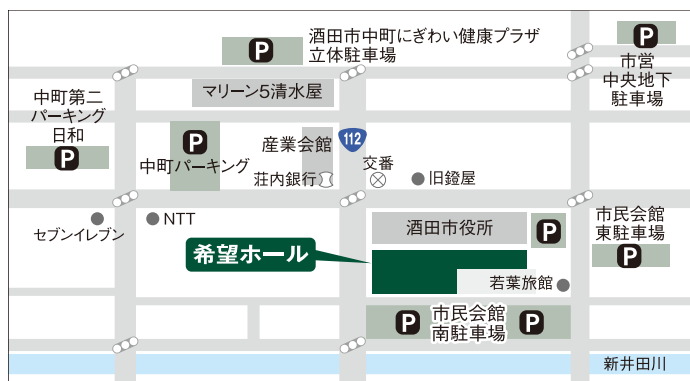 P
酒田市中町にぎわい健康プラザ
立体駐車場
P
市営
中央地下
駐車場
中町第二
パーキング
日和
P
マリーン5清水屋
P
中町パーキング
産業会館
112
荘内銀行
交番
旧鐙屋
セブンイレブン
NTT
酒田市役所
P
市民会館
東駐車場
P
希望ホール
若葉旅館
P
市民会館
南駐車場
P
新井田川